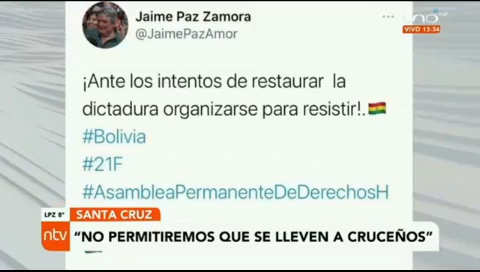 Jaime Paz Zamora
@JaimePazAmor
uno
VIVO 13:34
¡Ante los intentos de restaurar la
dictadura organizarse para resistir!.
#Bolivia
#21F
#AsambleaPermanenteDeDerechosH
LPZ 8°
SANTA CRUZ
ntv
"NO PERMITIREMOS QUE SE LLEVEN A CRUCEÑOS"